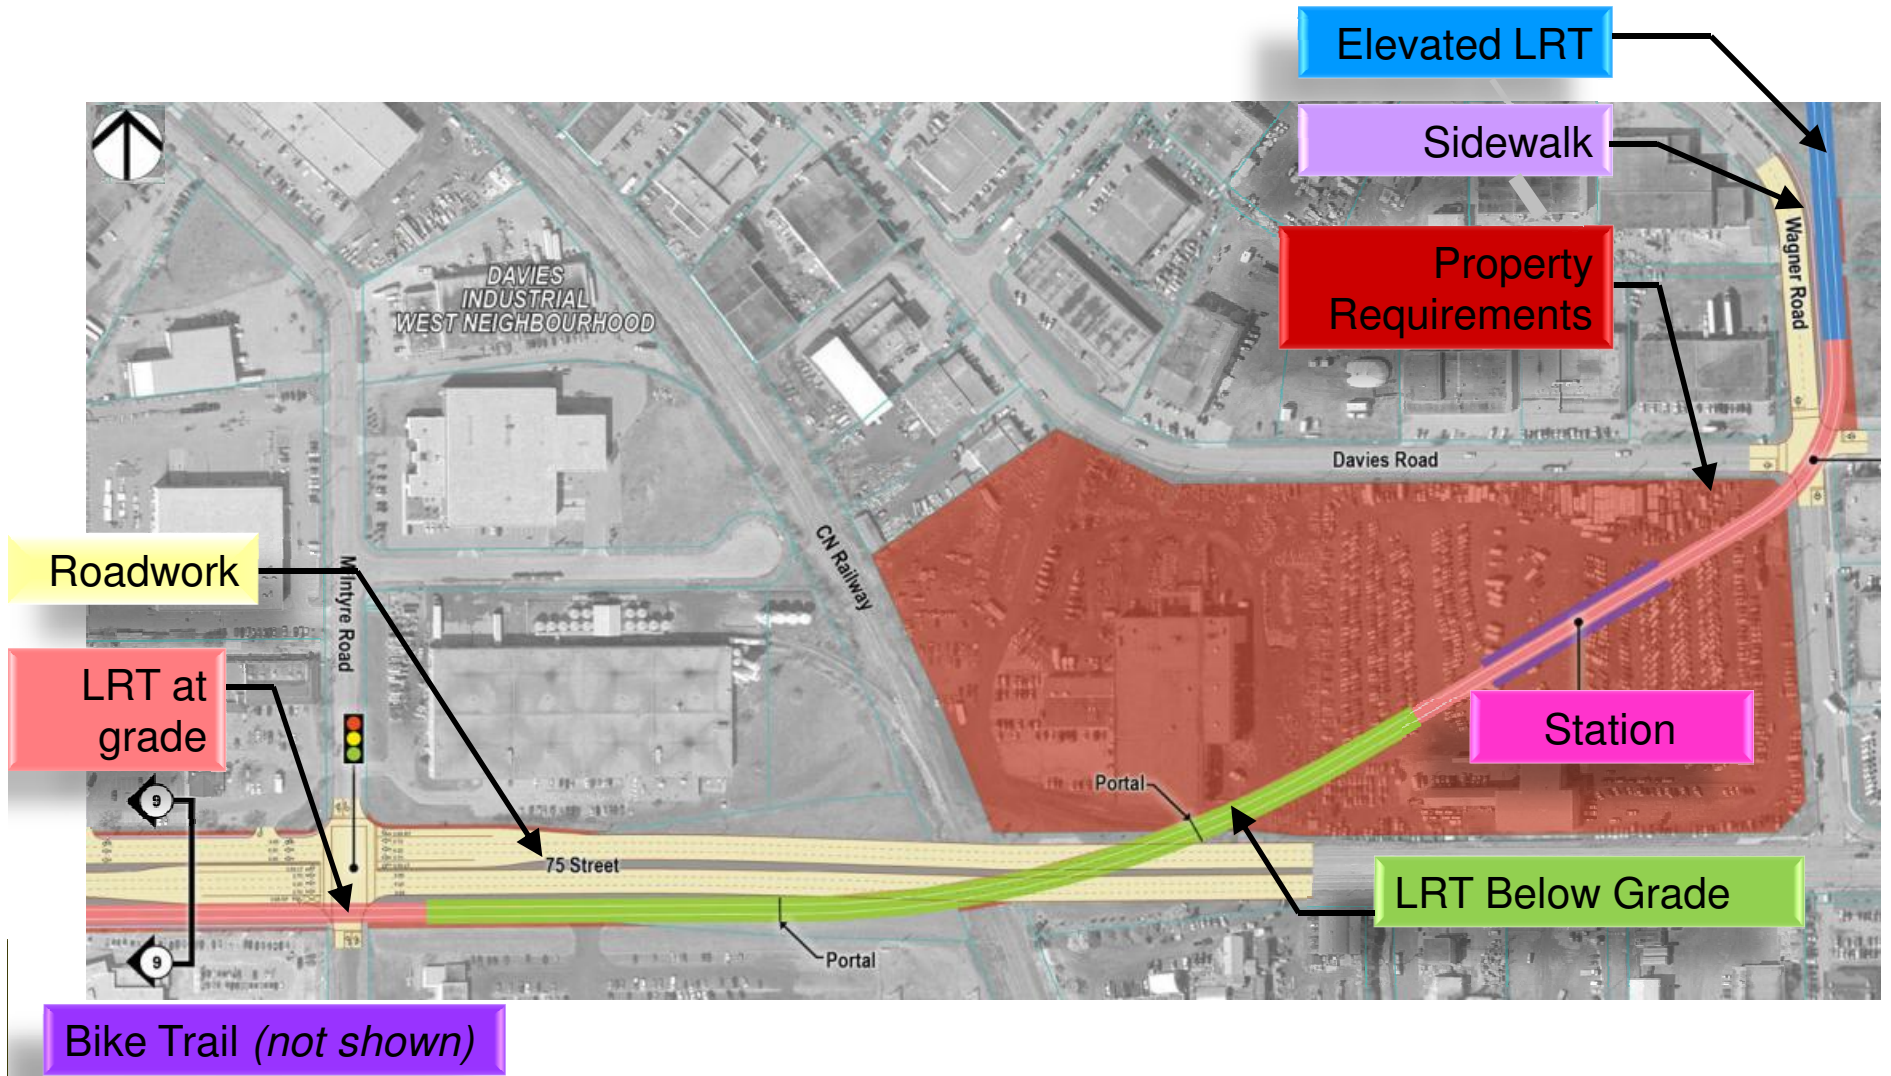 Elevated LRT
Sidewalk
Property
Requirements
Wagner Road
DAVIES
INDUSTRIAL
WEST NEIGHBOURHOOD
Davies Road
CN Railway
Roadwork
McIntyre Road
LRT at
grade
Station
Portal
9
75 Street
LRT Below Grade
Portal
9
Bike Trail (not shown)